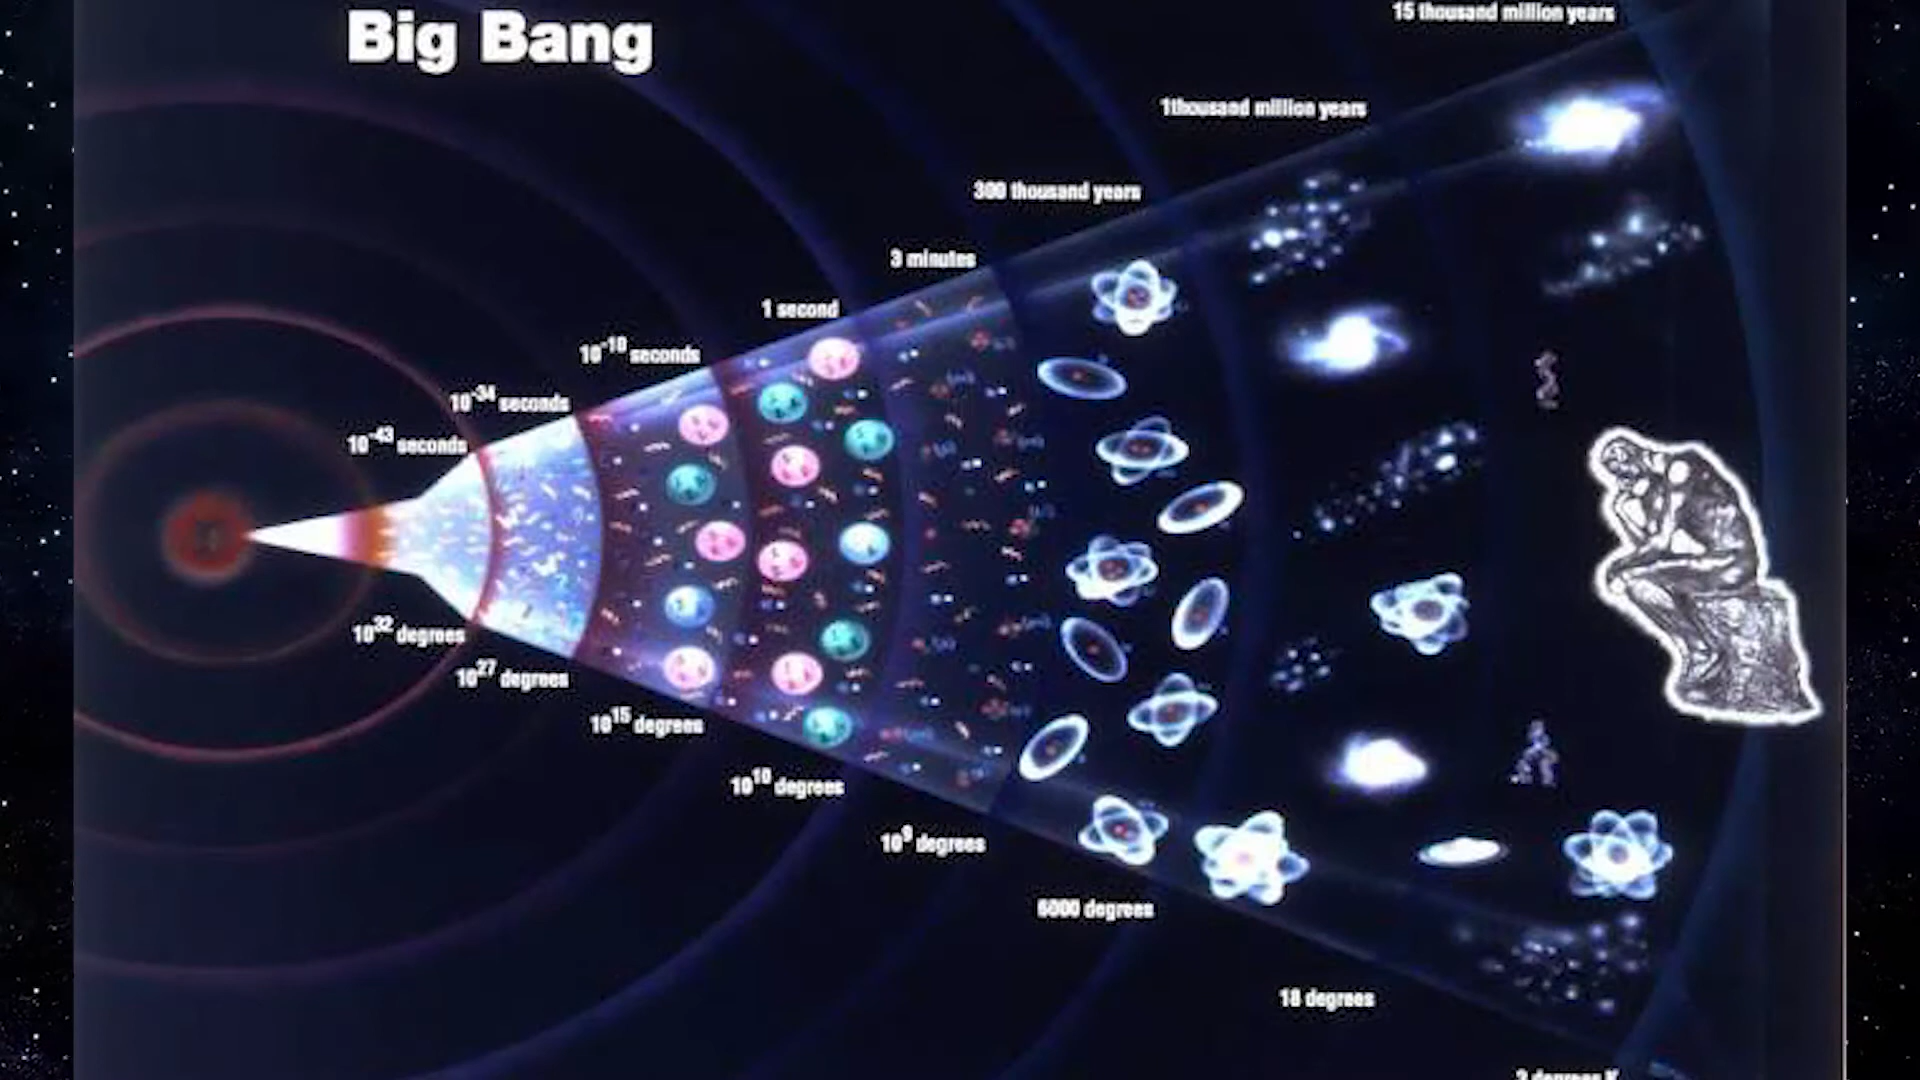 Big Bang
15 thousand million years
1thousand million years
300 thousand years
3 minutes
1 second
10-10 seconds
10-34 seconds
10-43 seconds
1032 degrees
1027 degrees
1015 degrees
1010 degrees
109 degrees
6000 degrees
18 degrees
3 degrees K